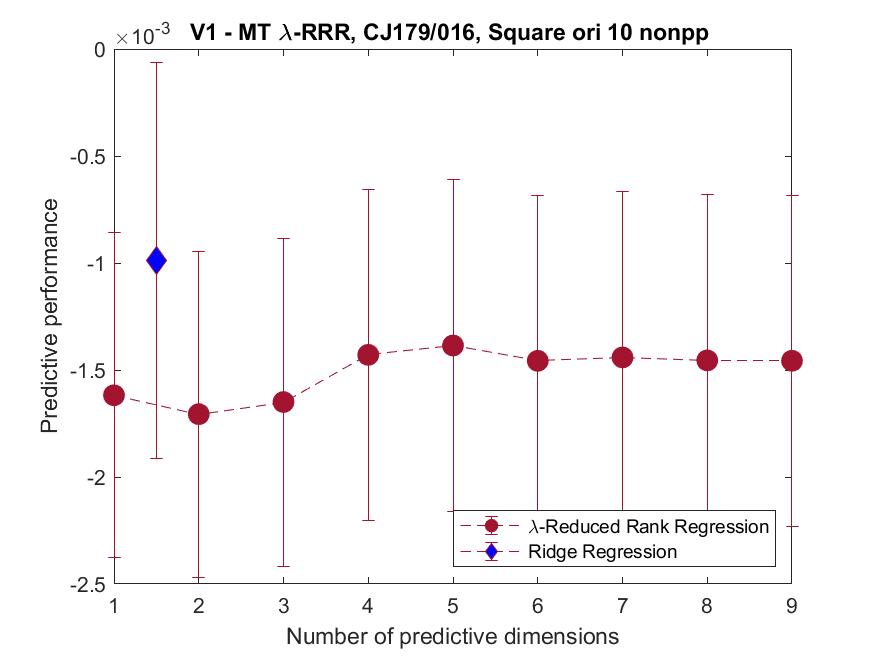 ×10-3
V1 - MT λ-RRR, CJ179/016, Square ori 10 nonpp
0
-0.5
-1
-1.5
-2
-2.5
Predictive performance
1 2 3 4 5 6 7 8 9
Number of predictive dimensions
λ-Reduced Rank Regression
Ridge Regression